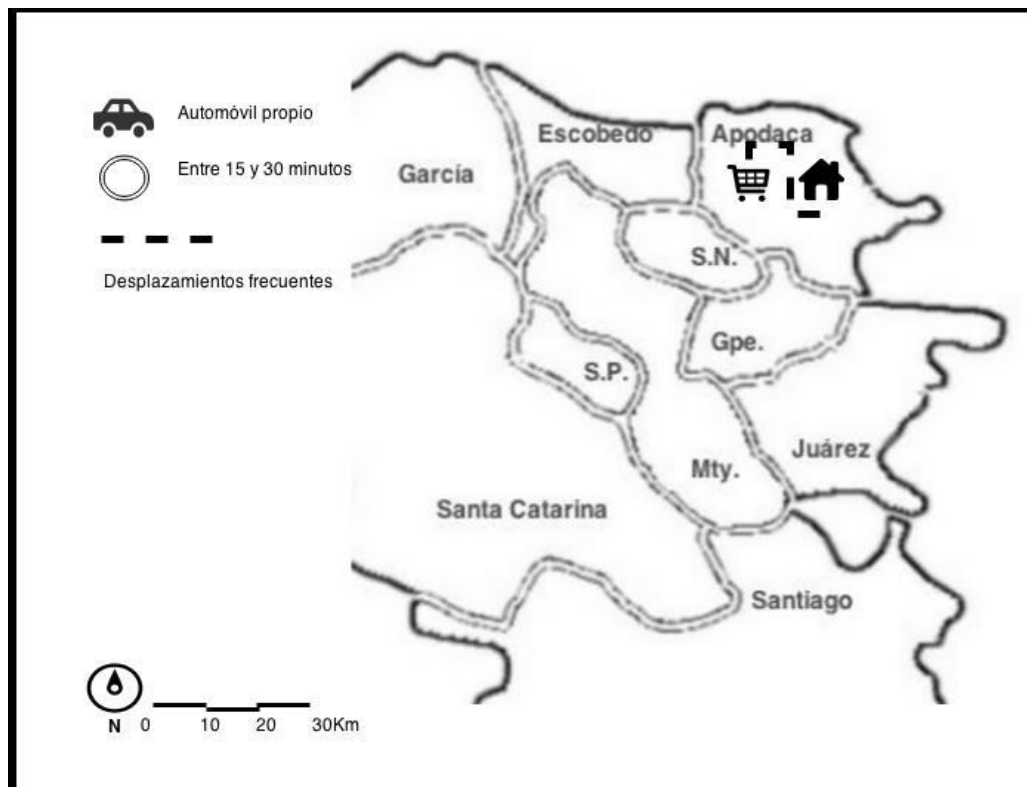 Automóvil propio
Entre 15 y 30 minutos
Desplazamientos frecuentes
Escobedo
Apodaca
García
S.N.
Gpe.
S.P.
Juárez
Mty.
Santa Catarina
Santiago
N 0 10 20 30Km